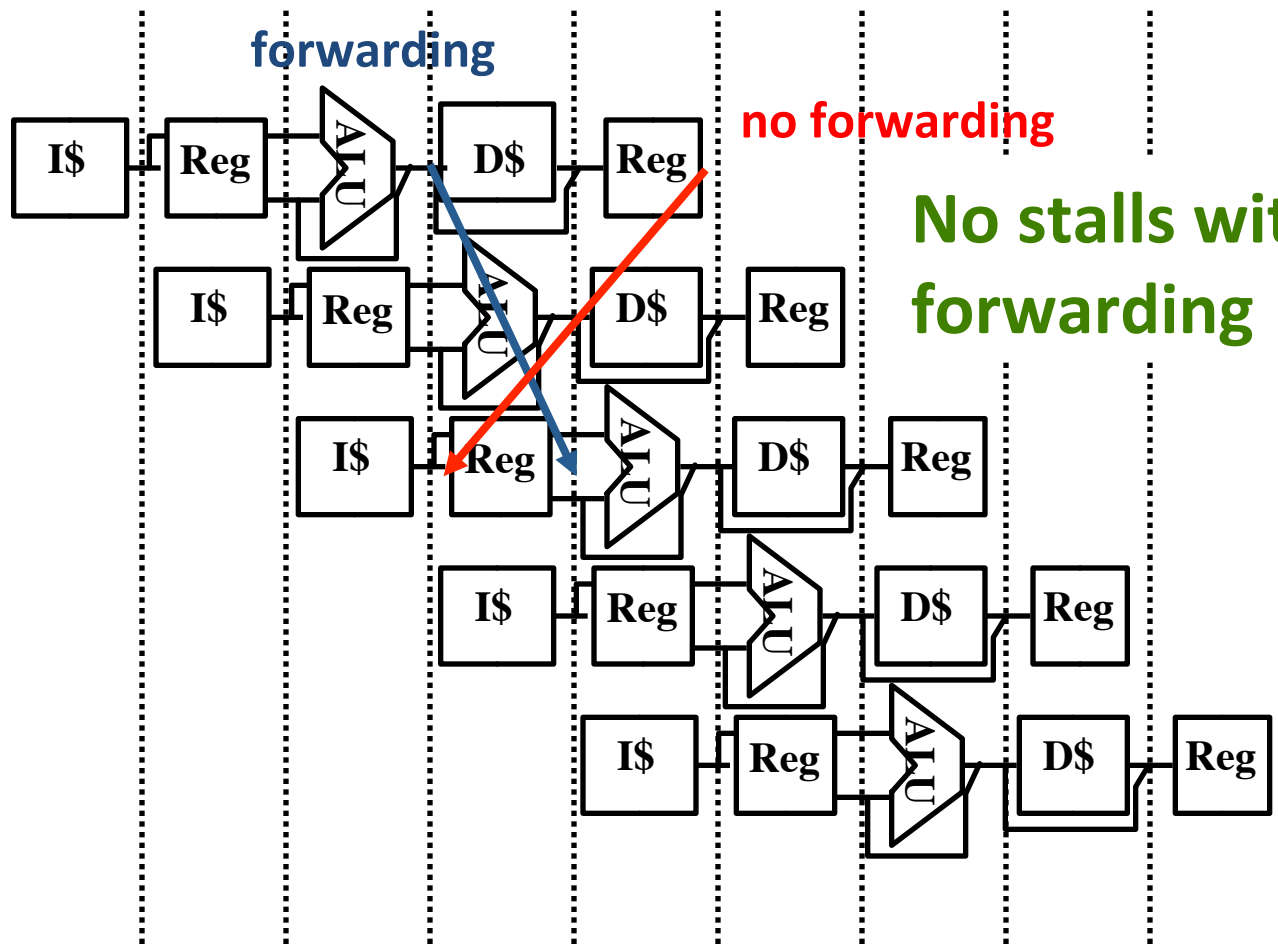 forwarding
no forwarding
I$ Reg ALU D$ Reg
No stalls wit
forwarding
I$ Reg ALU D$ Reg
I$ Reg ALU D$ Reg
I$ Reg ALU D$ Reg
I$ Reg ALU D$ Reg